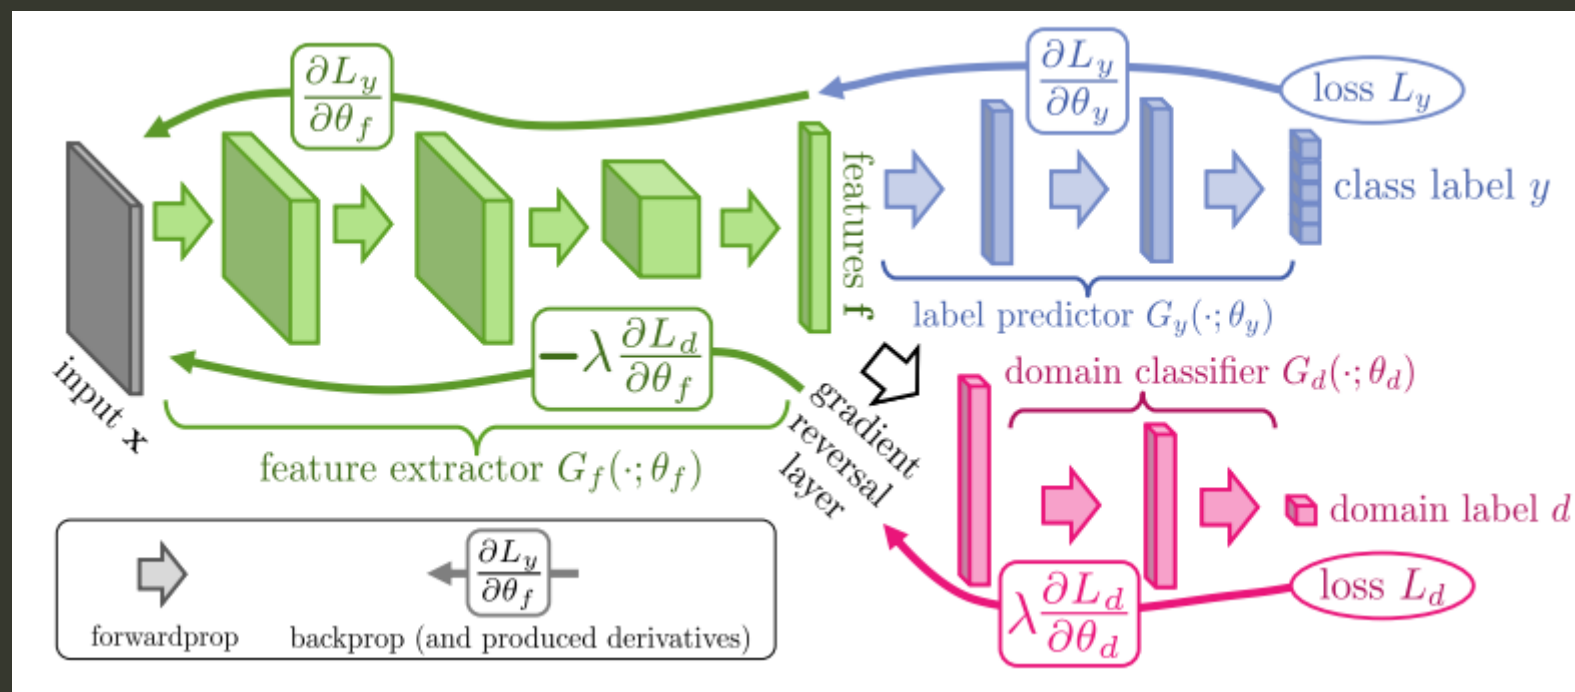 ∂L_y
∂θ_f
∂L_y
∂θ_y
loss L_y
features f
class label y
label predictor G_y(·; θ_y)
input x
−λ ∂L_d
∂θ_f
feature extractor G_f(·; θ_f)
gradient
reversal
layer
domain classifier G_d(·; θ_d)
domain label d
λ ∂L_d
∂θ_d
loss L_d
∂L_y
∂θ_f
forwardprop
backprop (and produced derivatives)